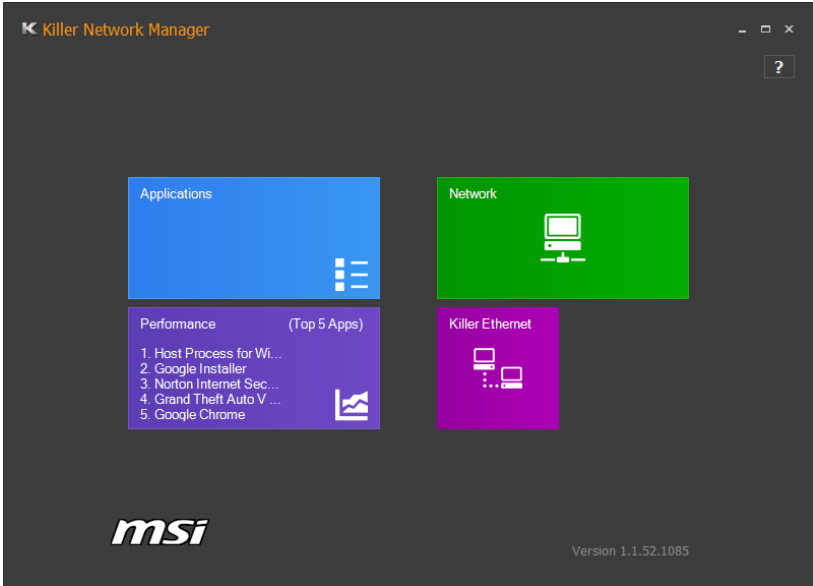 Killer Network Manager
?
Applications
Network
Performance (Top 5 Apps)
1. Host Process for Wi...
2. Google Installer
3. Norton Internet Sec...
4. Grand Theft Auto V ...
5. Google Chrome
Killer Ethernet
msi
Version 1.1.52.1085